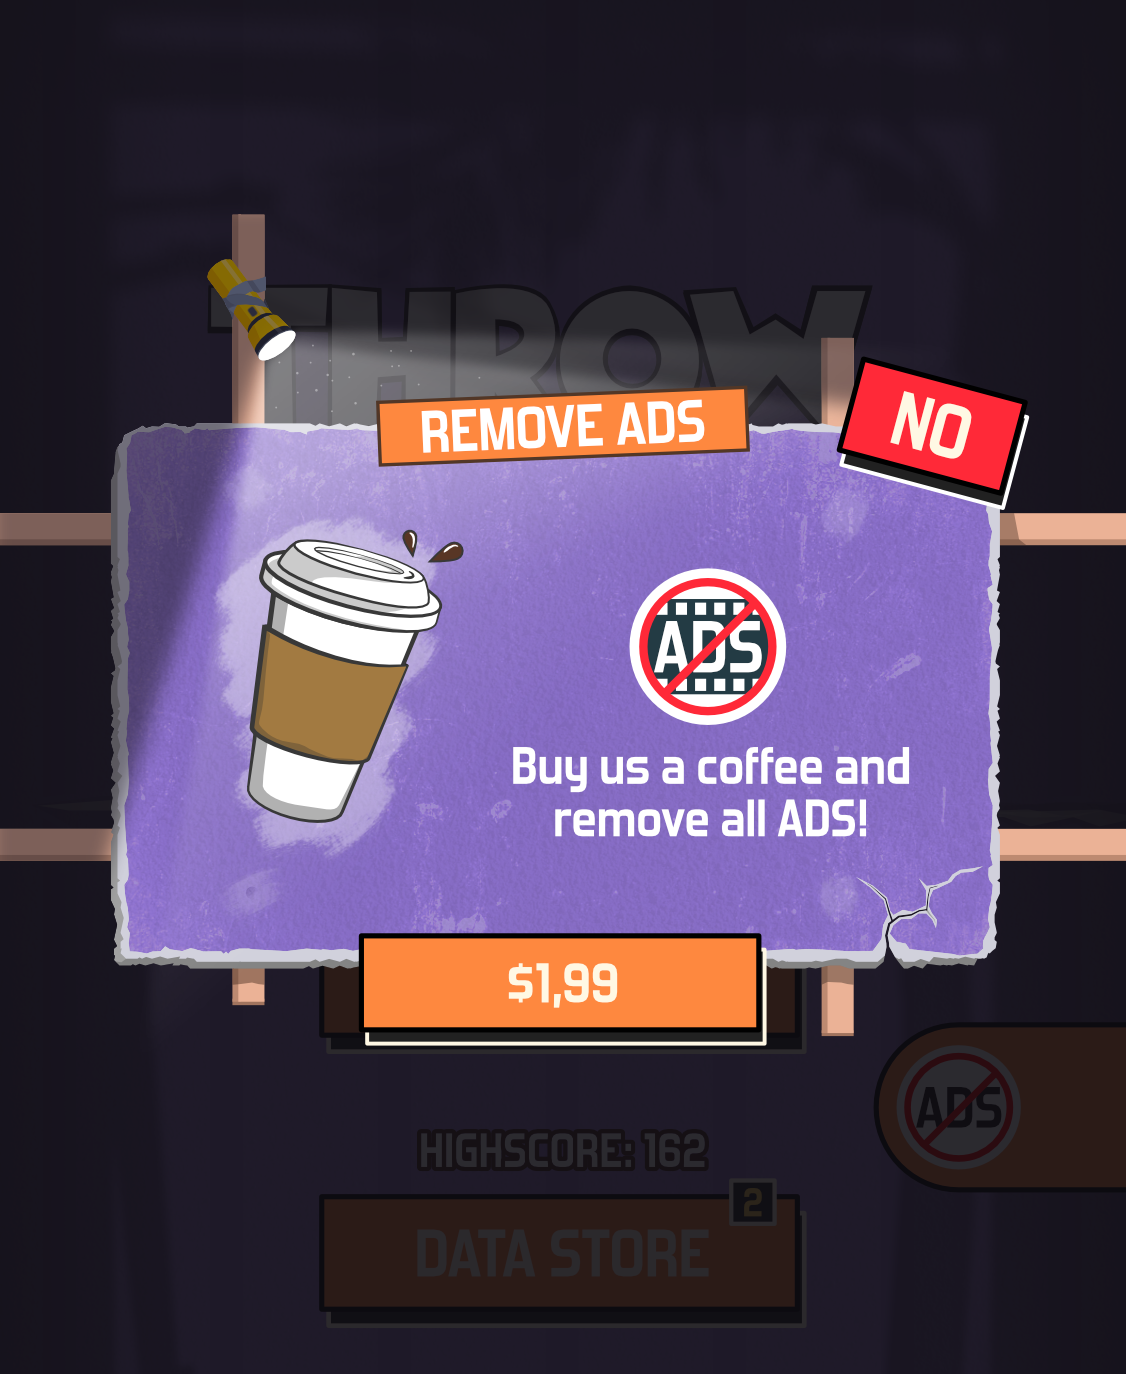 THROW
REMOVE ADS
NO
ADS
Buy us a coffee and
remove all ADS!
$1,99
ADS
HIGHSCORE: 162
2
DATA STORE